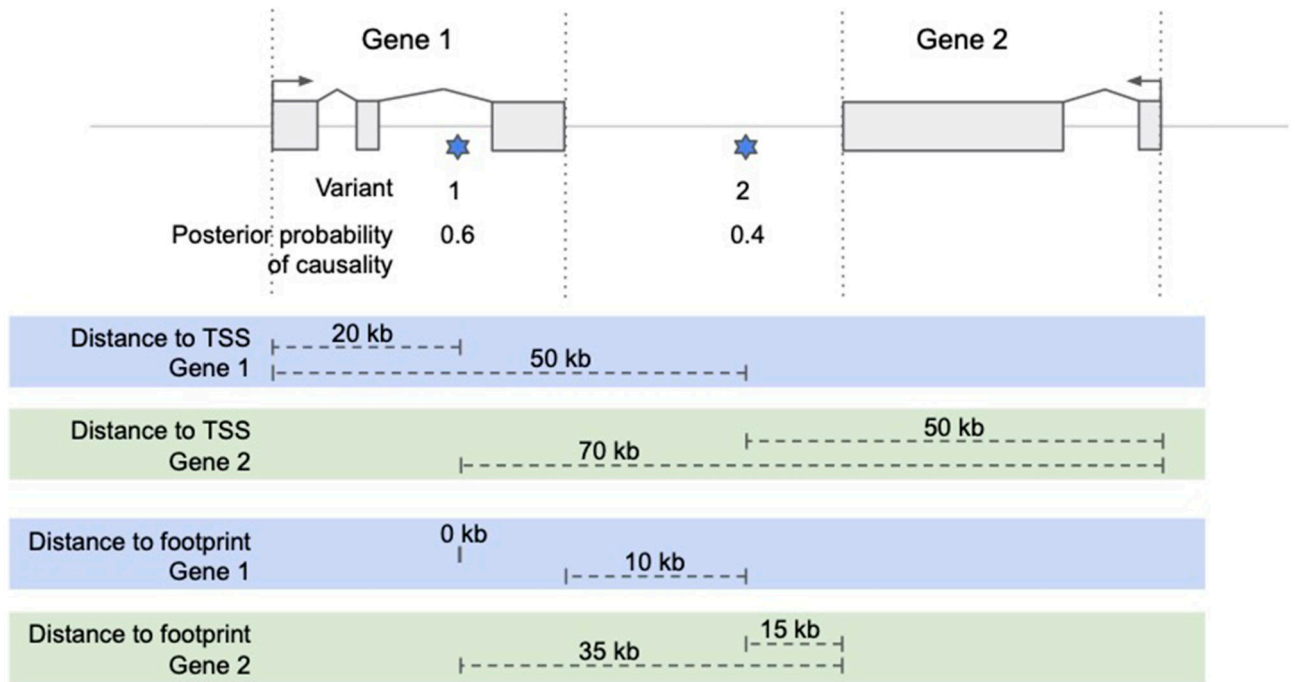 Gene 1
Gene 2
Variant
1
2
Posterior probability
of causality
0.6
0.4
Distance to TSS
Gene 1
20 kb
50 kb
Distance to TSS
Gene 2
50 kb
70 kb
Distance to footprint
Gene 1
0 kb
10 kb
Distance to footprint
Gene 2
15 kb
35 kb